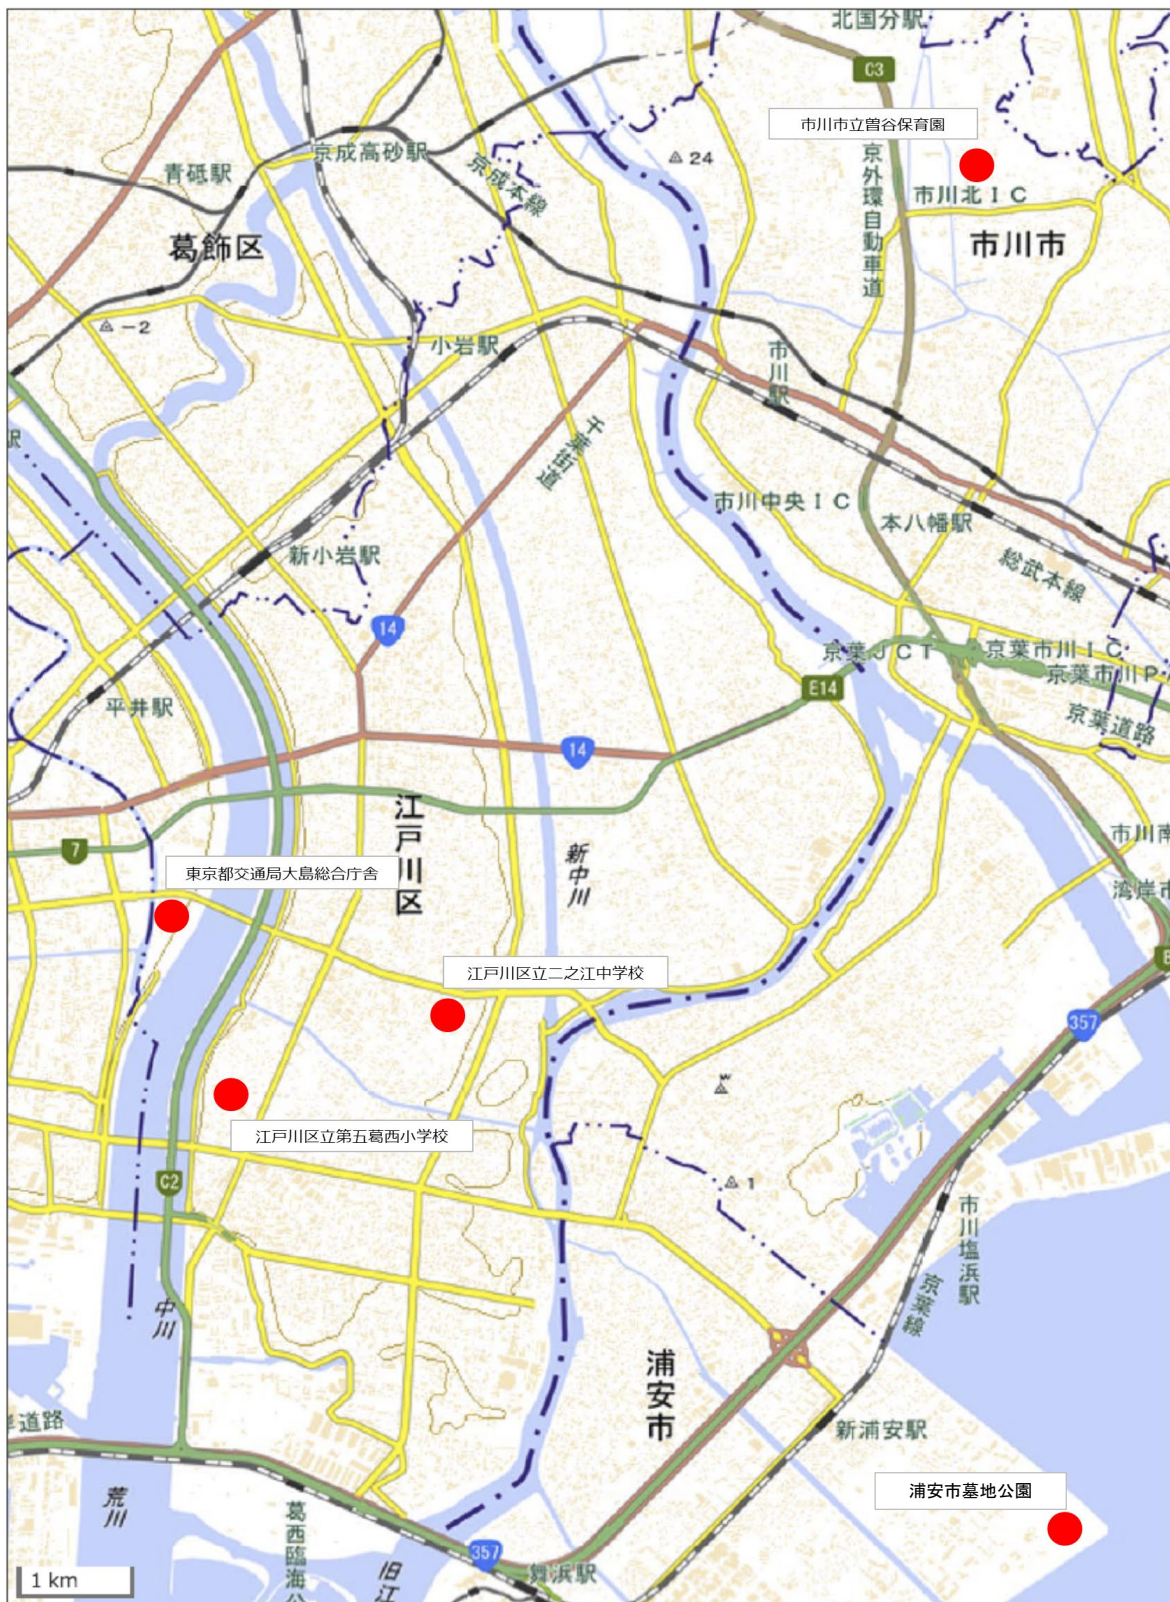 北国分駅
C3
市川市立曽谷保育園
24
京成高砂駅
青砥駅
京成本線
京外環自動車道
市川北IC
葛飾区
市川市
-2
小岩駅
市川駅
駅
千葉街道
市川中央IC
本八幡駅
新小岩駅
総武本線
14
京葉JCT
京葉市川IC
京葉市川P
E14
平井駅
京葉道路
14
江戸川区
新中川
7
市川南
東京都交通局大島総合庁舎
湾岸市
江戸川区立二之江中学校
357
江戸川区立第五葛西小学校
C2
1
市川塩浜駅
京葉線
中川
浦安市
岸道路
新浦安駅
浦安市墓地公園
荒川
葛西臨海公
357
舞浜駅
旧江
1 km